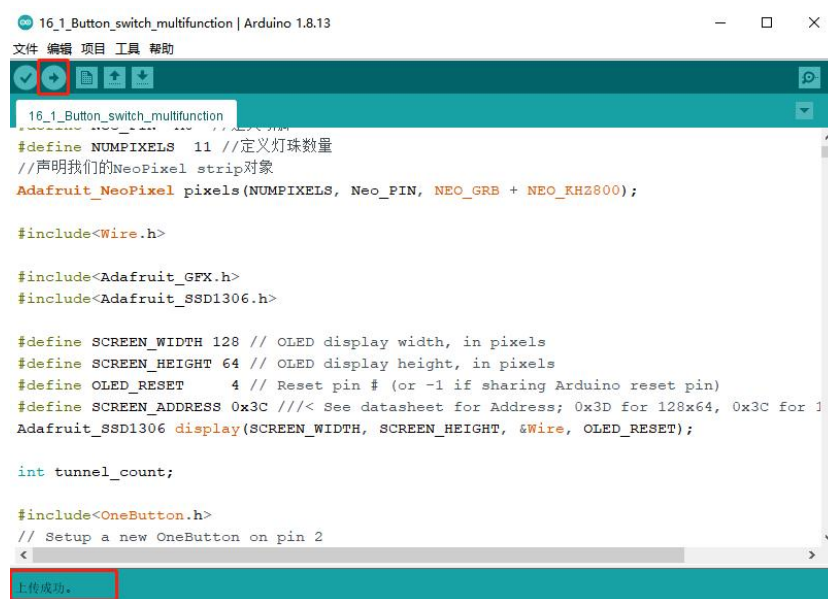 16_1_Button_switch_multifunction | Arduino 1.8.13
文件 编辑 项目 工具 帮助
16_1_Button_switch_multifunction
#define NUMPIXELS  11 //定义灯珠数量
//声明我们的NeoPixel strip对象
Adafruit_NeoPixel pixels(NUMPIXELS, Neo_PIN, NEO_GRB + NEO_KHZ800);
#include<Wire.h>
#include<Adafruit_GFX.h>
#include<Adafruit_SSD1306.h>
#define SCREEN_WIDTH 128 // OLED display width, in pixels
#define SCREEN_HEIGHT 64 // OLED display height, in pixels
#define OLED_RESET     4 // Reset pin # (or -1 if sharing Arduino reset pin)
#define SCREEN_ADDRESS 0x3C ///< See datasheet for Address; 0x3D for 128x64, 0x3C for 1
Adafruit_SSD1306 display(SCREEN_WIDTH, SCREEN_HEIGHT, &Wire, OLED_RESET);
int tunnel_count;
#include<OneButton.h>
// Setup a new OneButton on pin 2
上传成功。